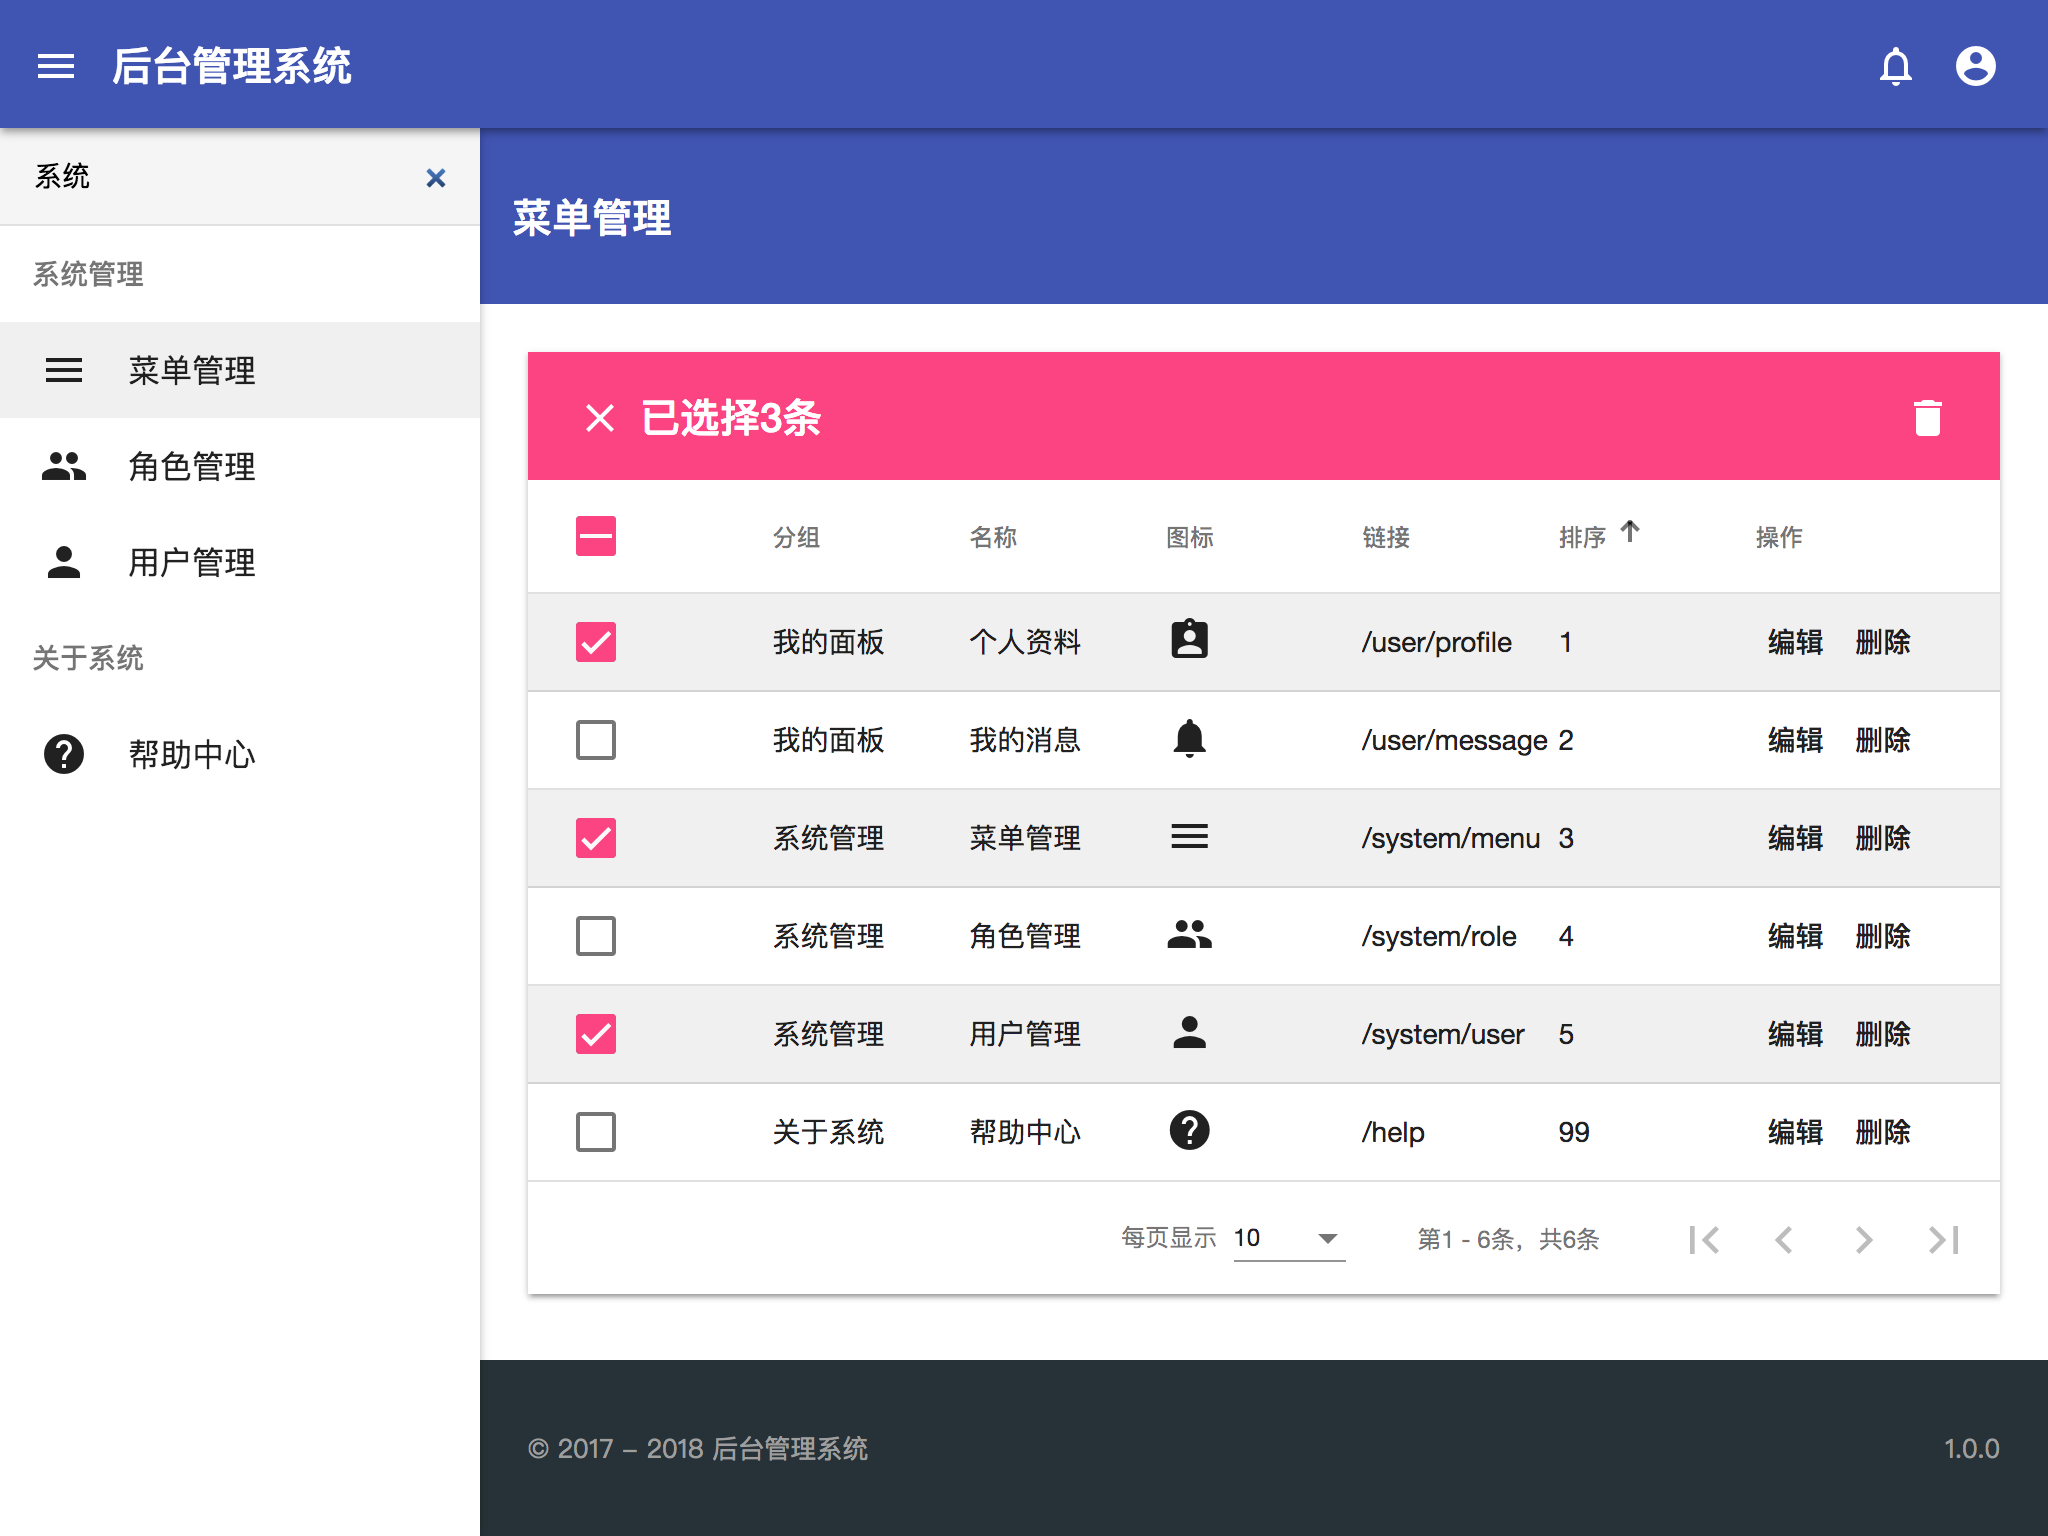 后台管理系统
系统
系统管理
菜单管理
角色管理
用户管理
关于系统
帮助中心
菜单管理
已选择3条
分组 名称 图标 链接 排序 操作
我的面板 个人资料 /user/profile 1 编辑 删除
我的面板 我的消息 /user/message 2 编辑 删除
系统管理 菜单管理 /system/menu 3 编辑 删除
系统管理 角色管理 /system/role 4 编辑 删除
系统管理 用户管理 /system/user 5 编辑 删除
关于系统 帮助中心 /help 99 编辑 删除
每页显示 10 第1 - 6条，共6条
© 2017 – 2018 后台管理系统 1.0.0